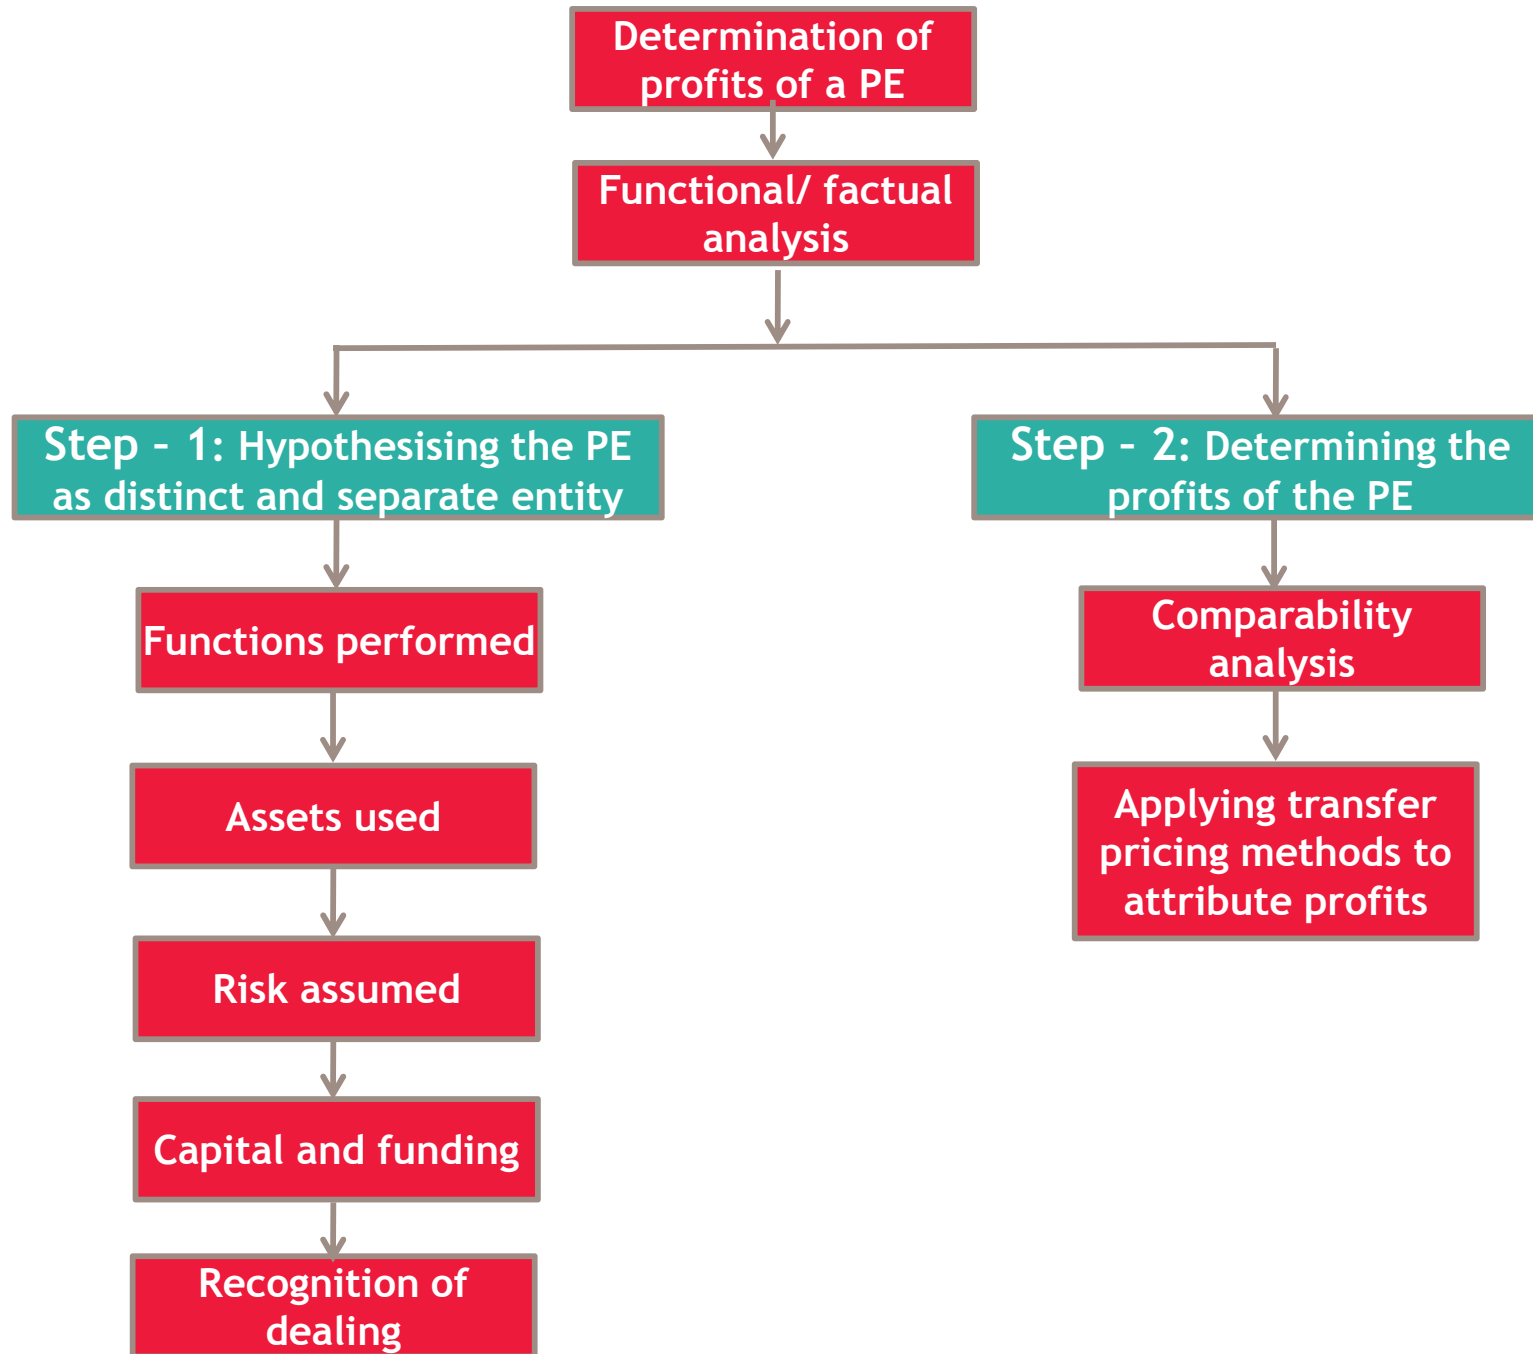 Determination of
profits of a PE
Functional/ factual
analysis
Step – 1: Hypothesising the PE
as distinct and separate entity
Functions performed
Assets used
Risk assumed
Capital and funding
Recognition of
dealing
Step – 2: Determining the
profits of the PE
Comparability
analysis
Applying transfer
pricing methods to
attribute profits